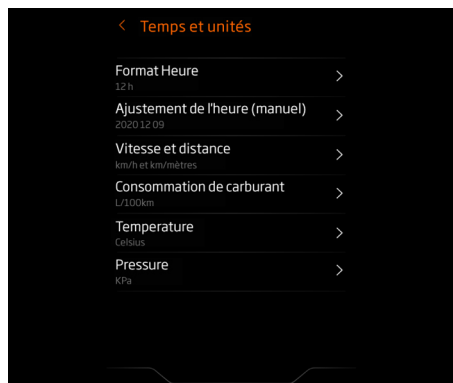 Temps et unités
Format Heure
12 h
Ajustement de l'heure (manuel)
2020 12 09
Vitesse et distance
km/h et km/mètres
Consommation de carburant
L/100km
Temperature
Celsius
Pressure
KPa